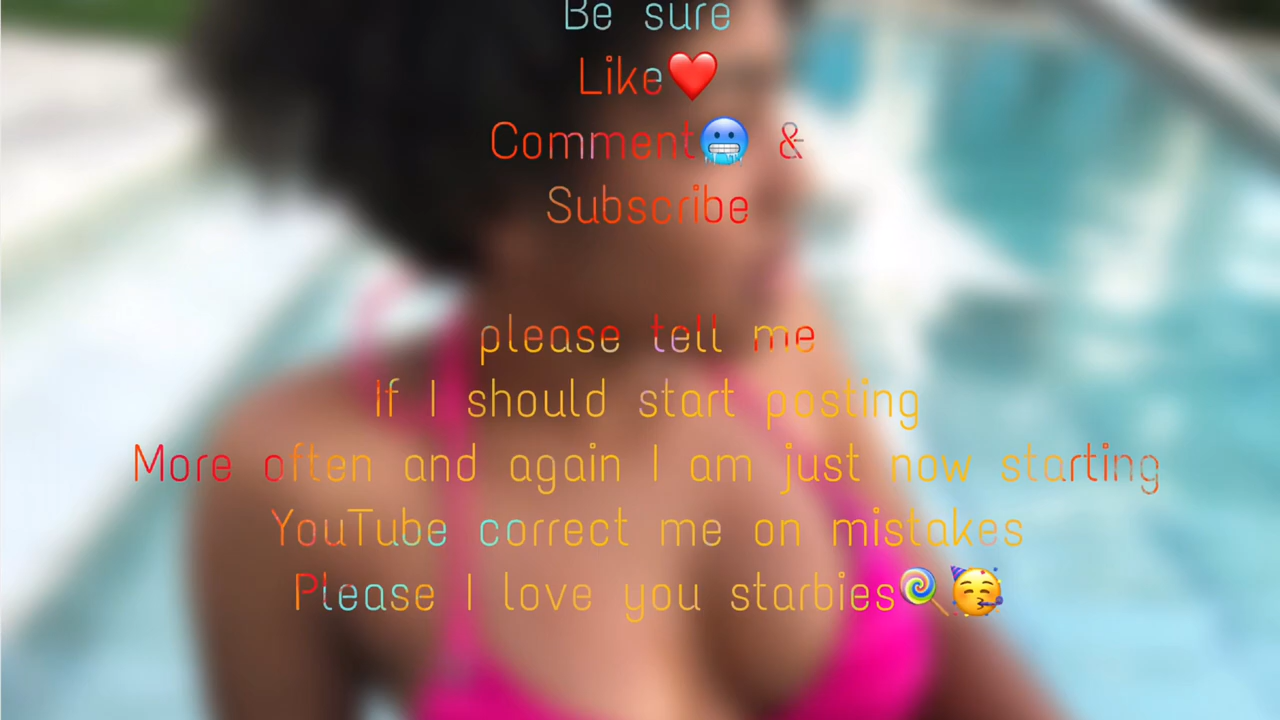 Be sure
Like❤️
Comment🥶 &
Subscribe
please tell me
If I should start posting
More often and again I am just now starting
YouTube correct me on mistakes
Please I love you starbies🍭🥳